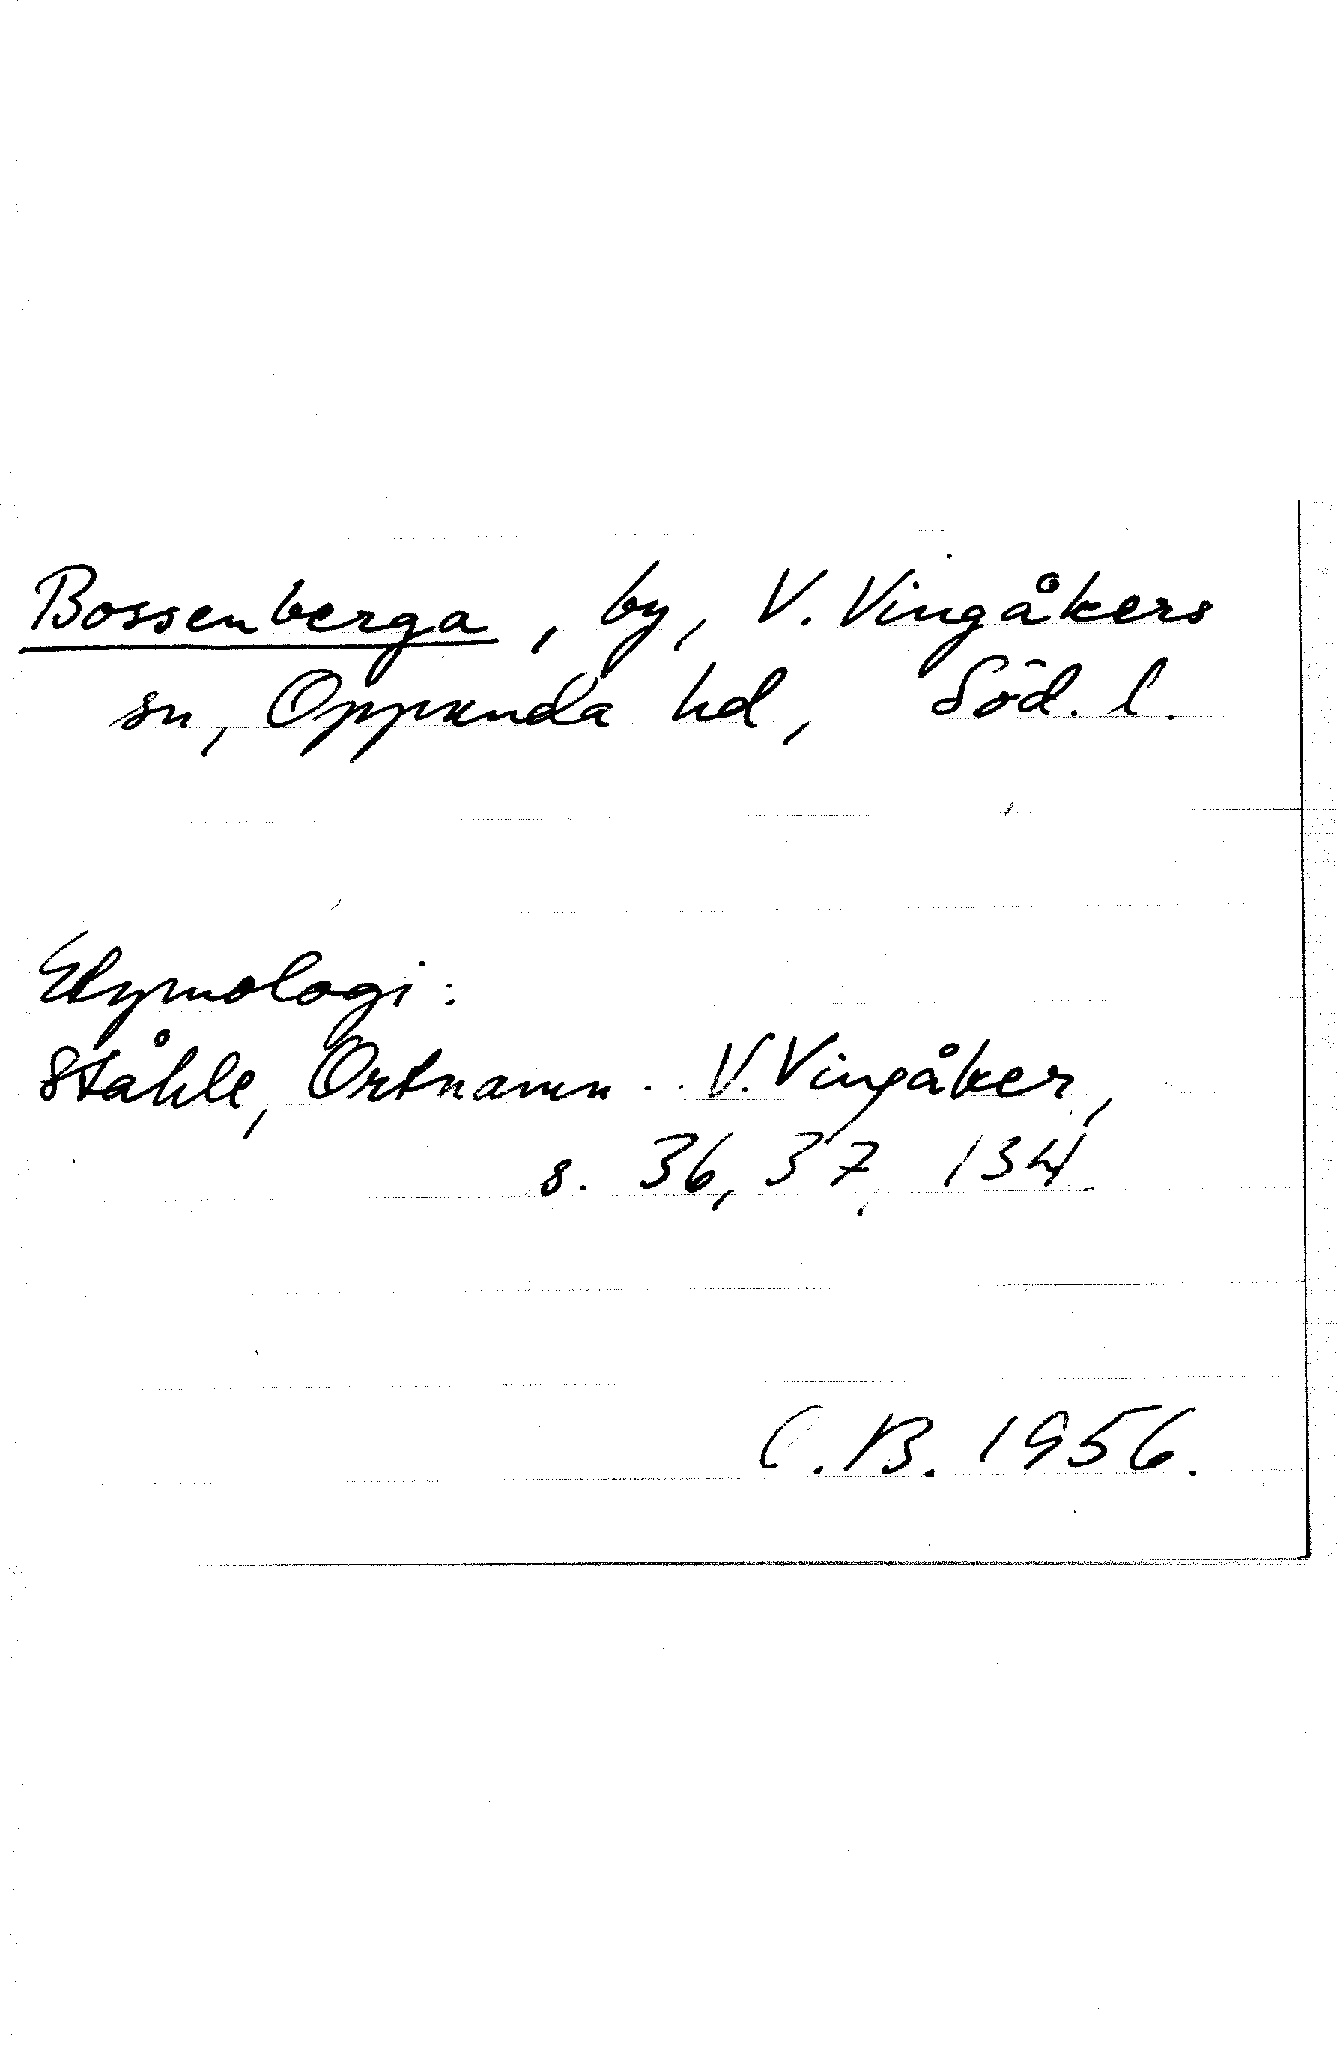 Bossenberga, by, V. Vingåkers
sn, Oppunda hd, Söd. l.
Etymologi:
Ståhle, Ortnamn .. V. Vingåker,
s. 36, 37, 134
C. B. 1956.